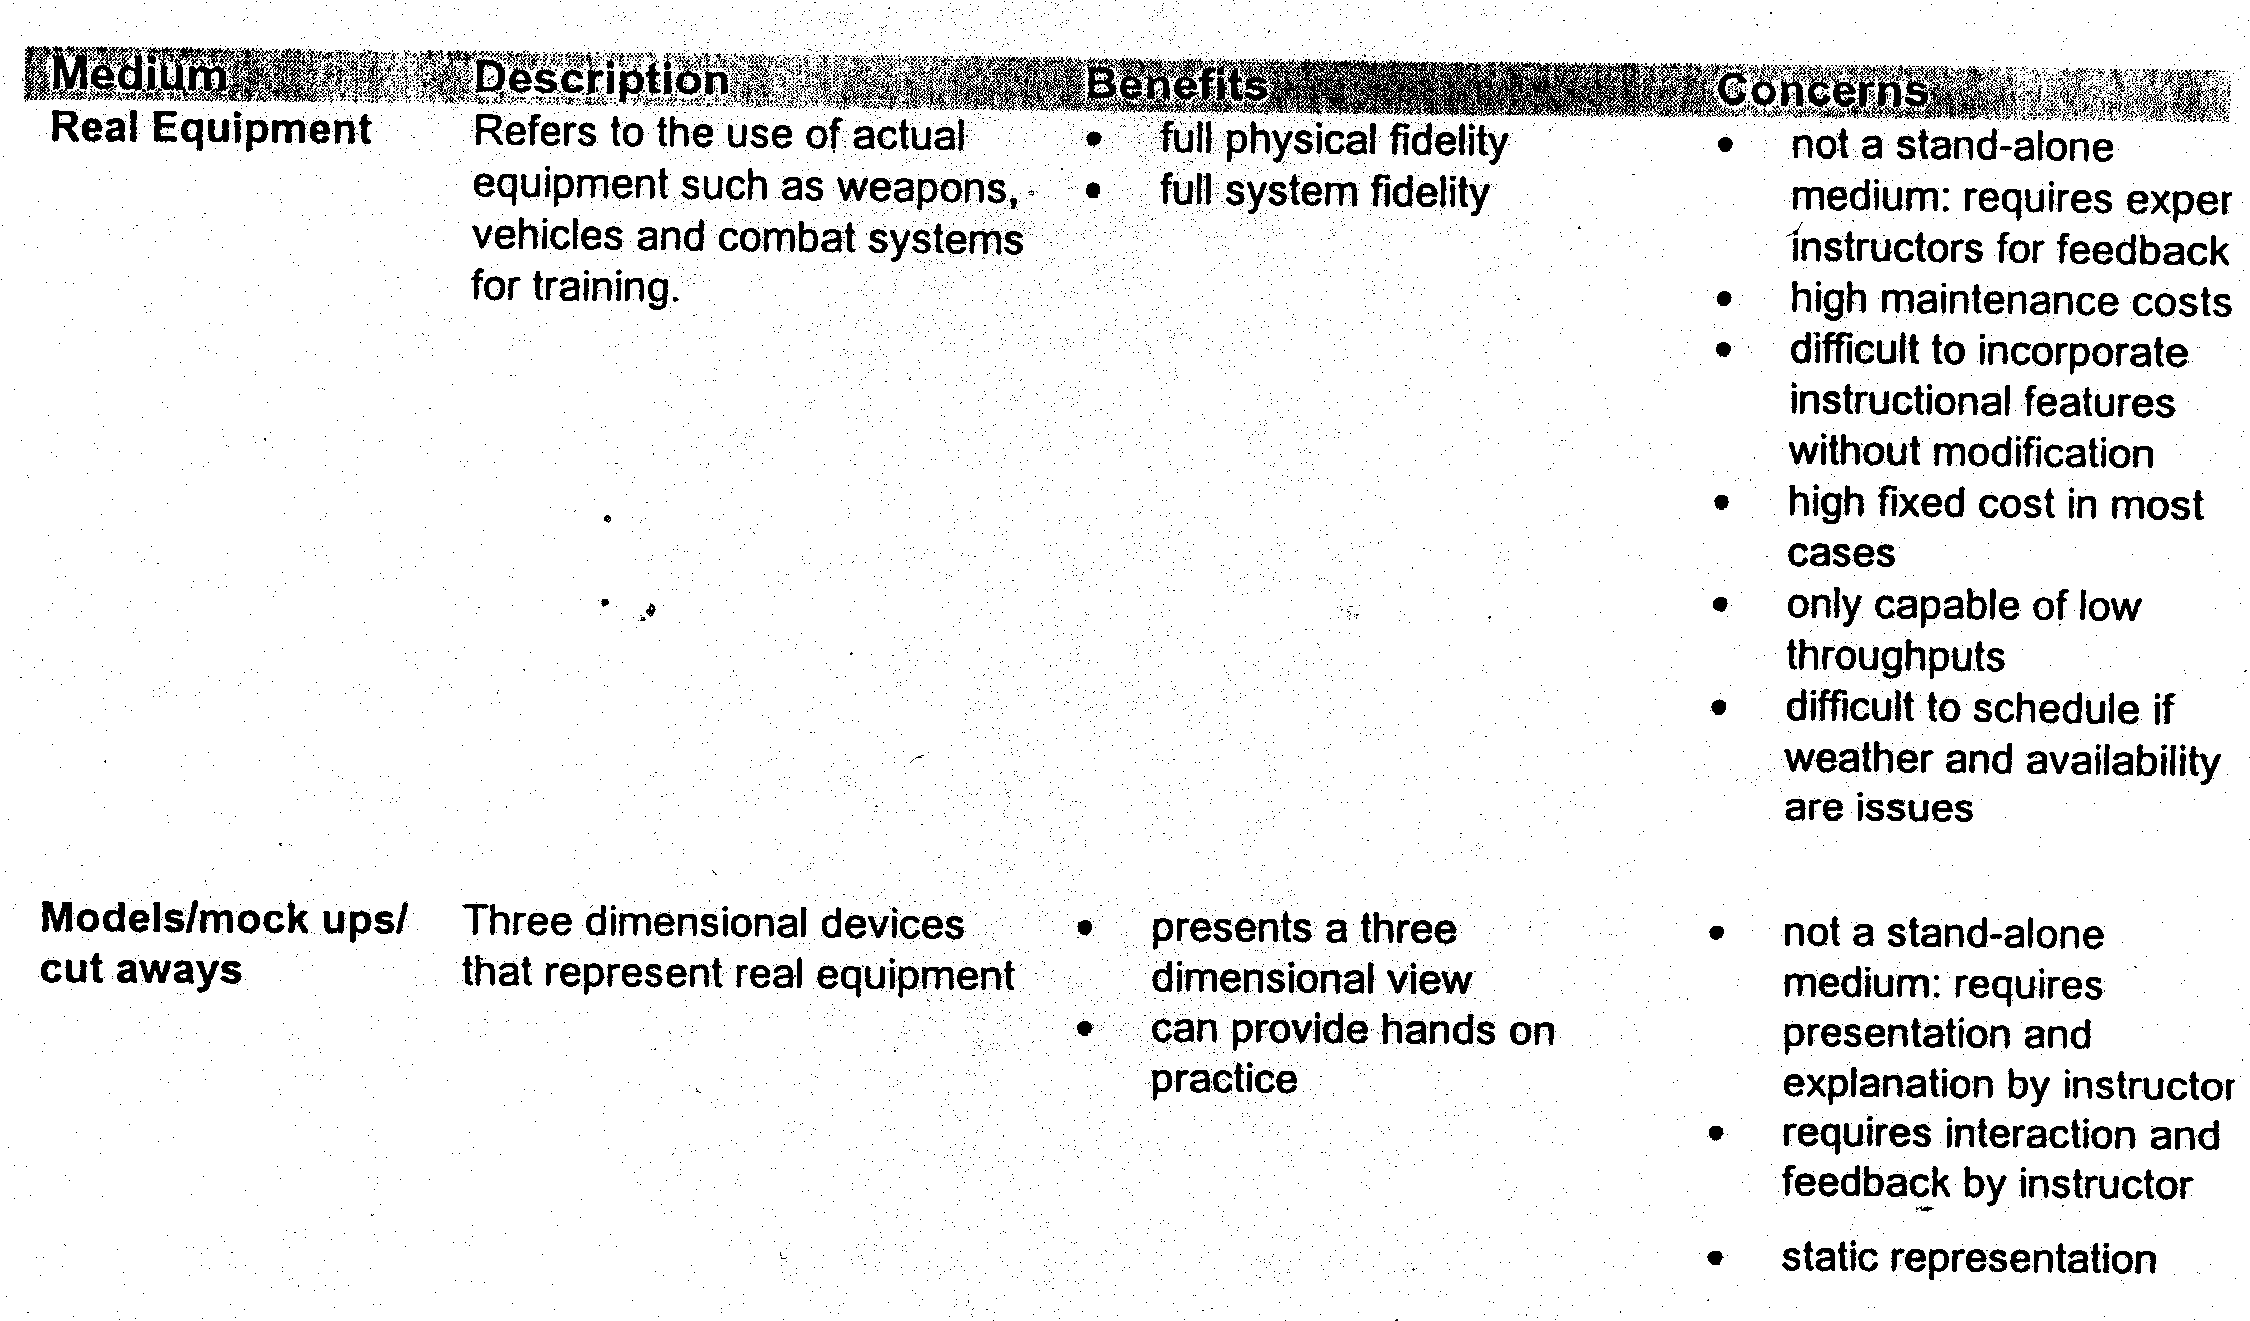 Medium Description Benefits Concerns
Real Equipment
Refers to the use of actual
equipment such as weapons,
vehicles and combat systems
for training.
• full physical fidelity
• full system fidelity
• not a stand-alone
medium: requires exper
instructors for feedback
• high maintenance costs
• difficult to incorporate
instructional features
without modification
• high fixed cost in most
cases
• only capable of low
throughputs
• difficult to schedule if
weather and availability
are issues
Models/mock ups/
cut aways
Three dimensional devices
that represent real equipment
• presents a three
dimensional view
• can provide hands on
practice
• not a stand-alone
medium: requires
presentation and
explanation by instructor
• requires interaction and
feedback by instructor
• static representation